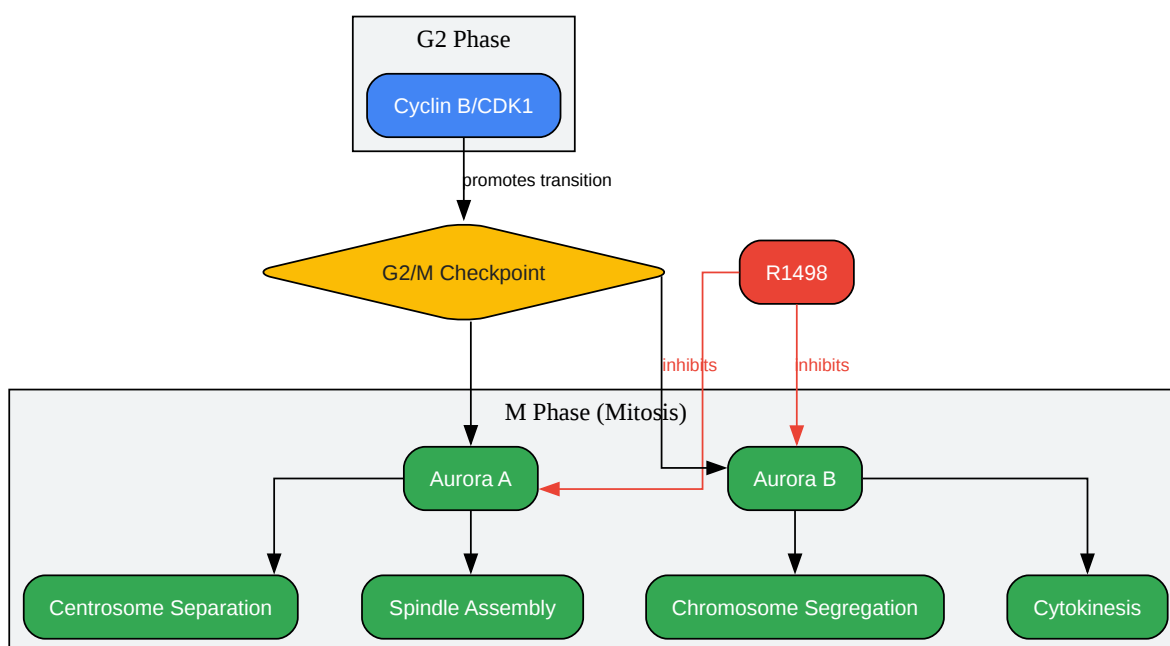 G2 Phase
Cyclin B/CDK1
promotes transition
G2/M Checkpoint
R1498
inhibits
inhibits
M Phase (Mitosis)
Aurora A
Aurora B
Centrosome Separation
Spindle Assembly
Chromosome Segregation
Cytokinesis